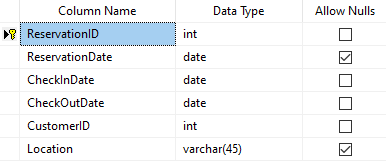 Column Name Data Type Allow Nulls
ReservationID int
ReservationDate date
CheckInDate date
CheckOutDate date
CustomerID int
Location varchar(45)